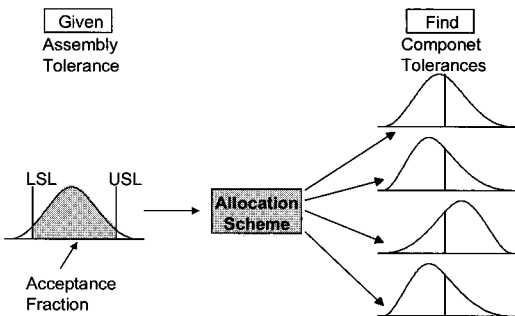 Given
Assembly
Tolerance
Find
Componet
Tolerances
LSL
USL
Allocation
Scheme
Acceptance
Fraction